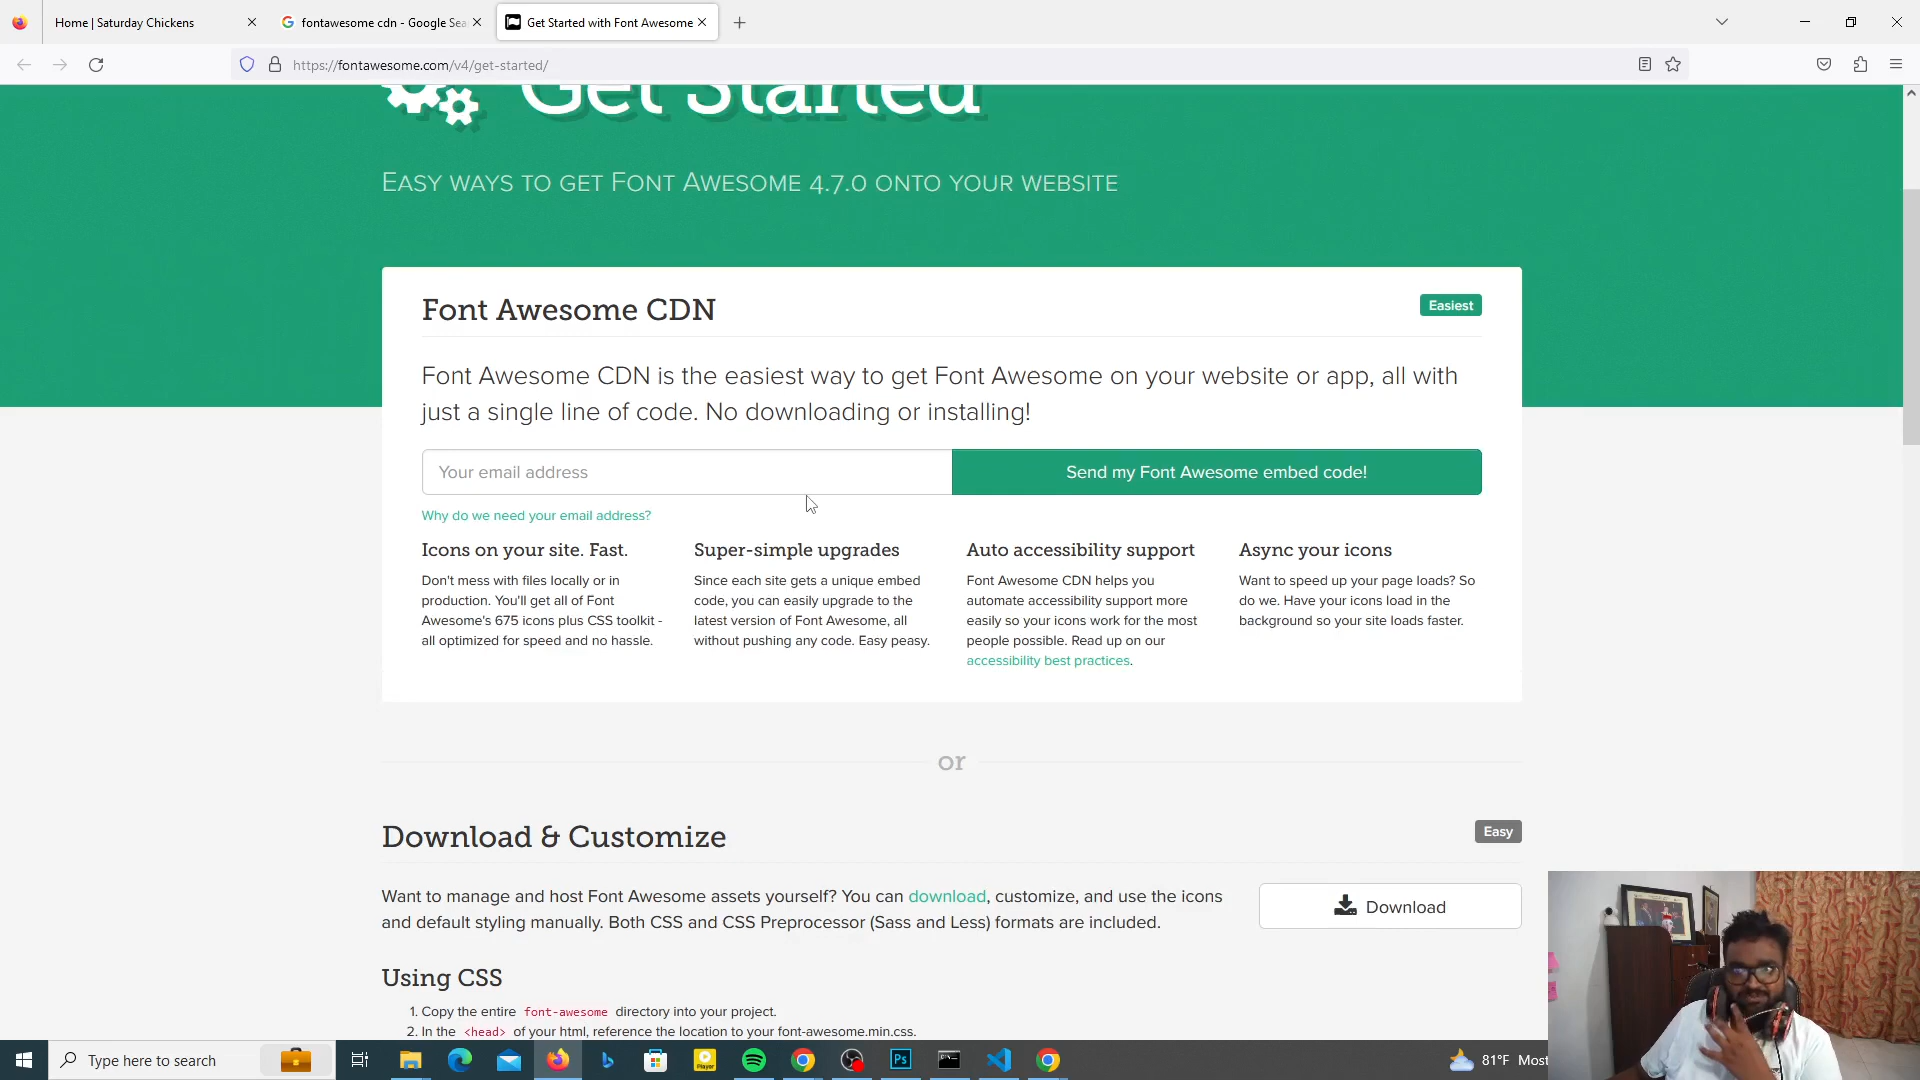 Home | Saturday Chickens
fontawesome cdn - Google Sea
Get Started with Font Awesome
https://fontawesome.com/v4/get-started/
Get Started
Easy ways to get Font Awesome 4.7.0 onto your website
Font Awesome CDN
Easiest
Font Awesome CDN is the easiest way to get Font Awesome on your website or app, all with
just a single line of code. No downloading or installing!
Your email address
Send my Font Awesome embed code!
Why do we need your email address?
Icons on your site. Fast.
Don't mess with files locally or in
production. You'll get all of Font
Awesome's 675 icons plus CSS toolkit -
all optimized for speed and no hassle.
Super-simple upgrades
Since each site gets a unique embed
code, you can easily upgrade to the
latest version of Font Awesome, all
without pushing any code. Easy peasy.
Auto accessibility support
Font Awesome CDN helps you
automate accessibility support more
easily so your icons work for the most
people possible. Read up on our
accessibility best practices.
Async your icons
Want to speed up your page loads? So
do we. Have your icons load in the
background so your site loads faster.
or
Download & Customize
Easy
Want to manage and host Font Awesome assets yourself? You can download, customize, and use the icons
and default styling manually. Both CSS and CSS Preprocessor (Sass and Less) formats are included.
Download
Using CSS
1. Copy the entire font-awesome directory into your project.
2. In the <head> of your html, reference the location to your font-awesome.min.css.
Type here to search
Player
Ps
81°F Most